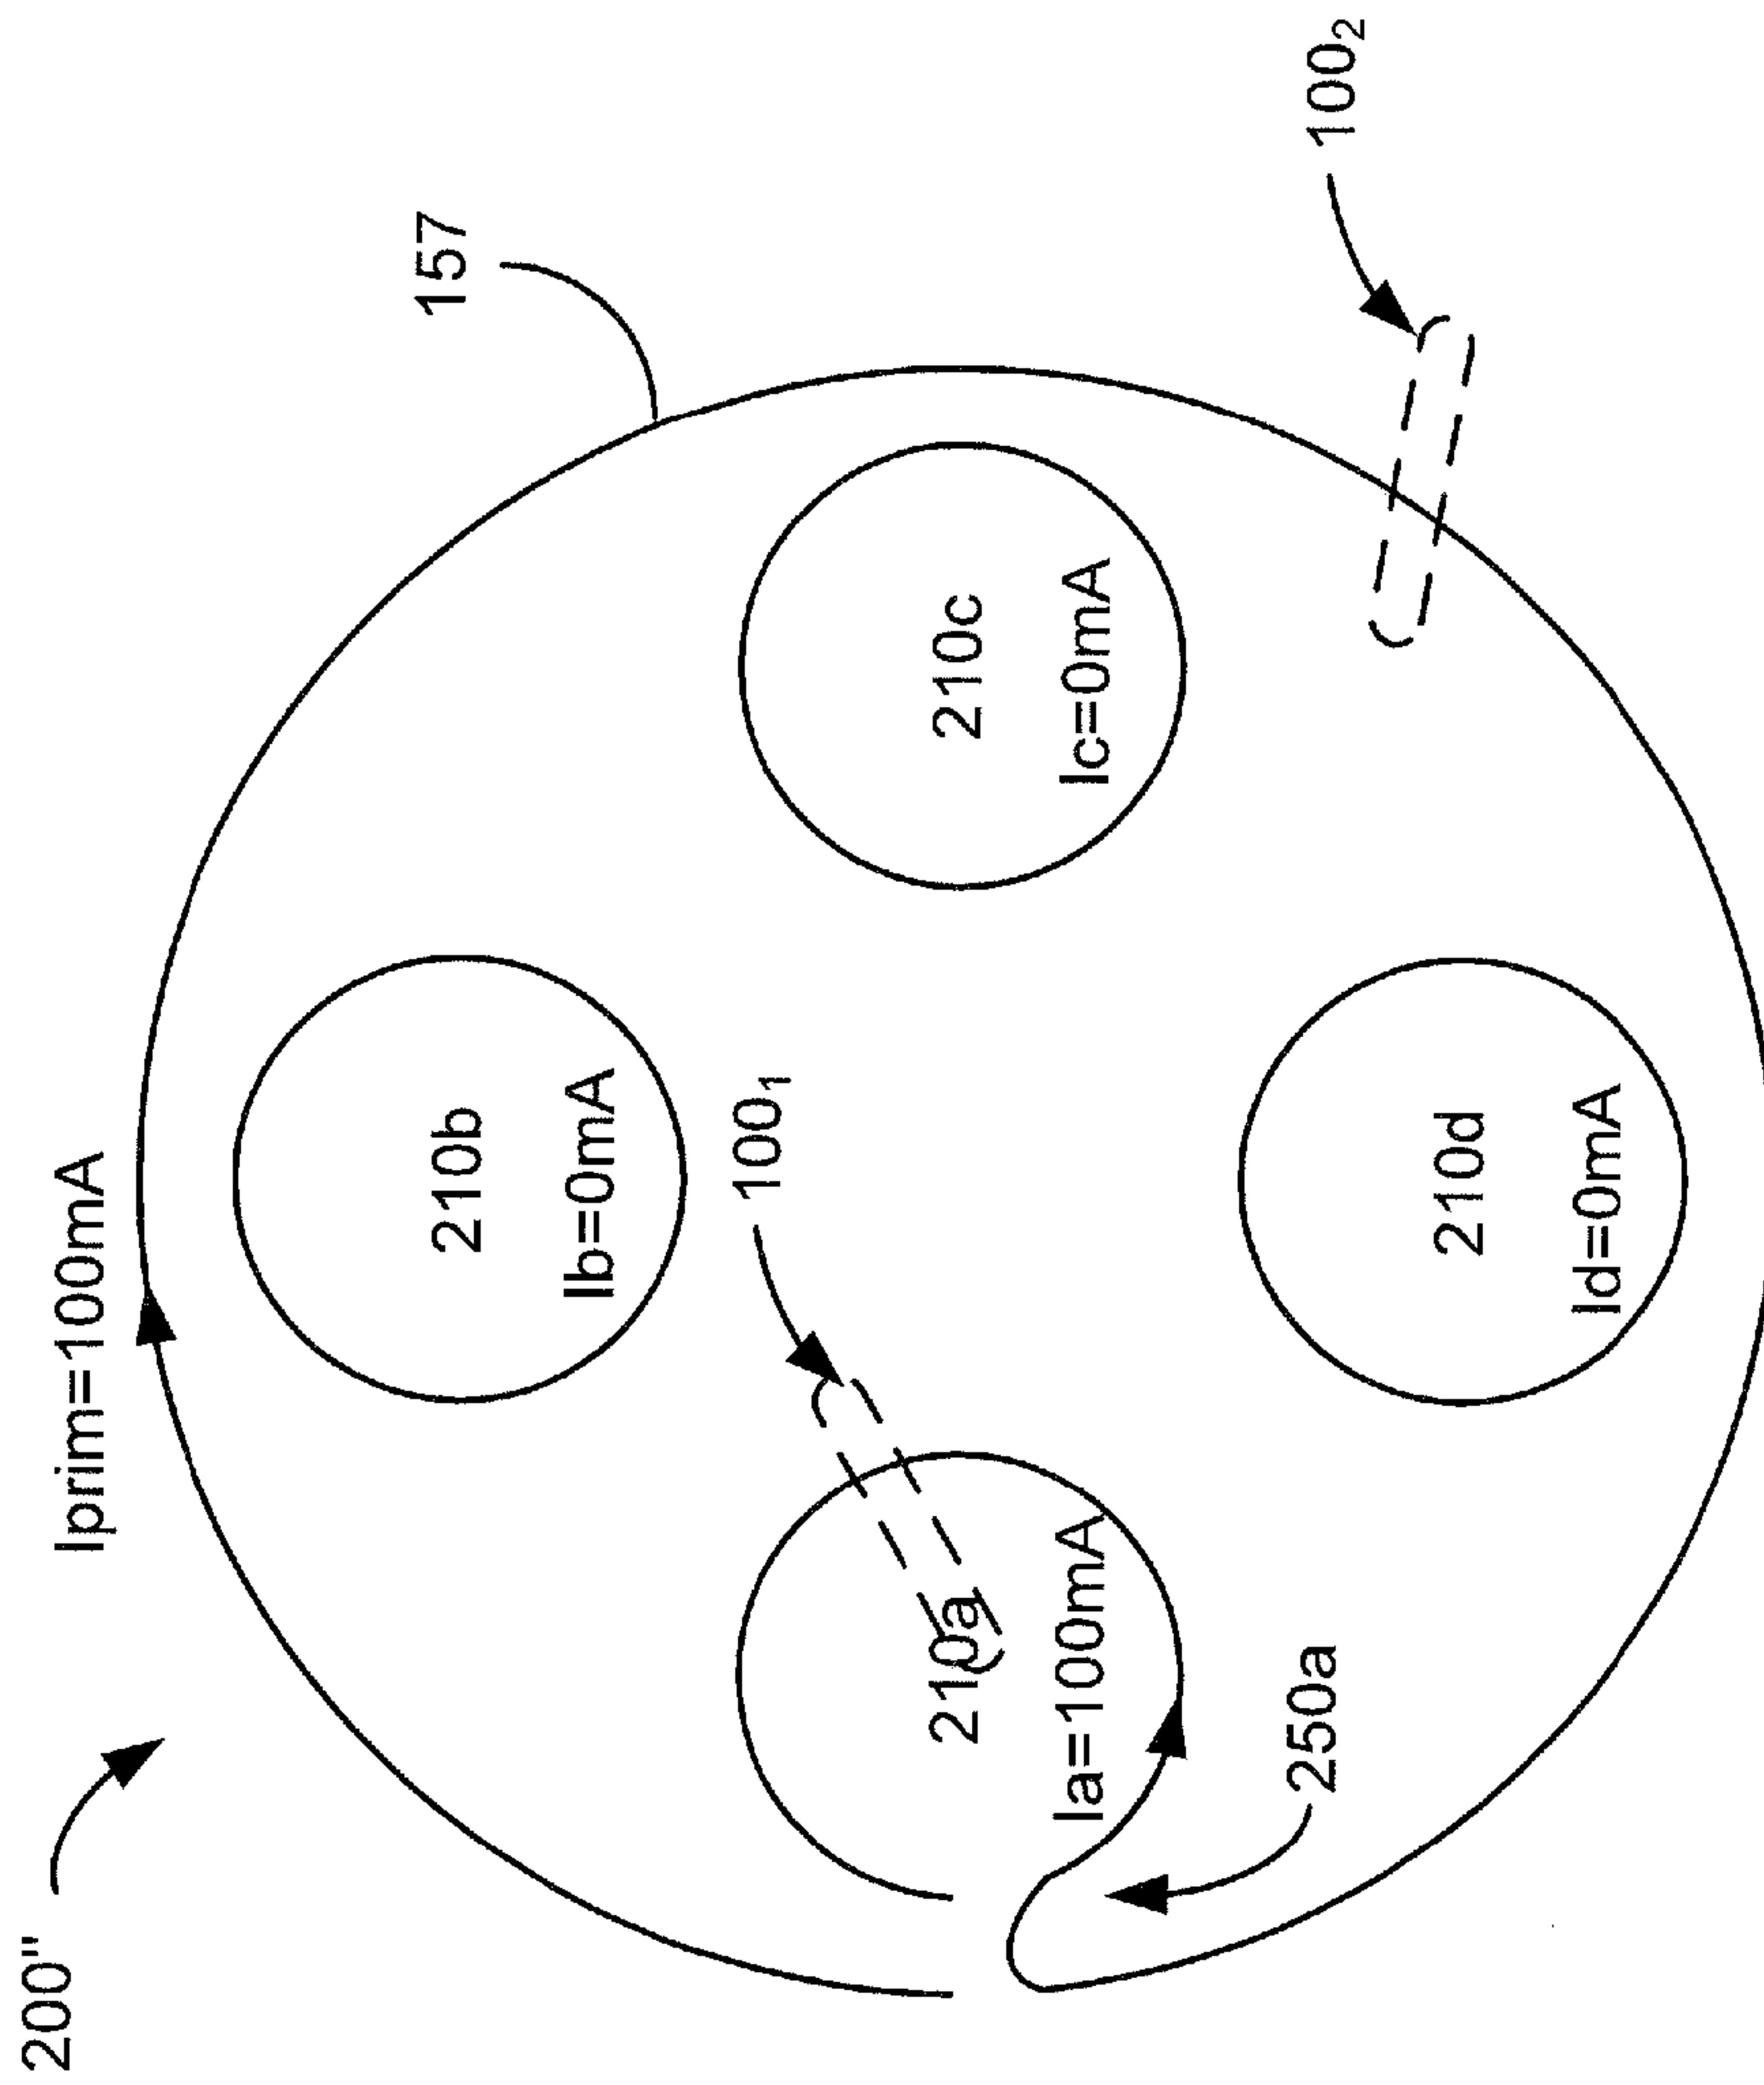 200"
Iprim=100mA
157
210b
Ib=0mA
100₁
210a
Ia=100mA
250a
210c
Ic=0mA
210d
Id=0mA
100₂